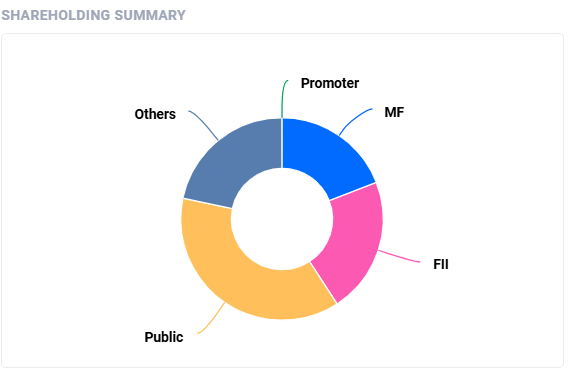 SHAREHOLDING SUMMARY
Promoter
MF
Others
FII
Public